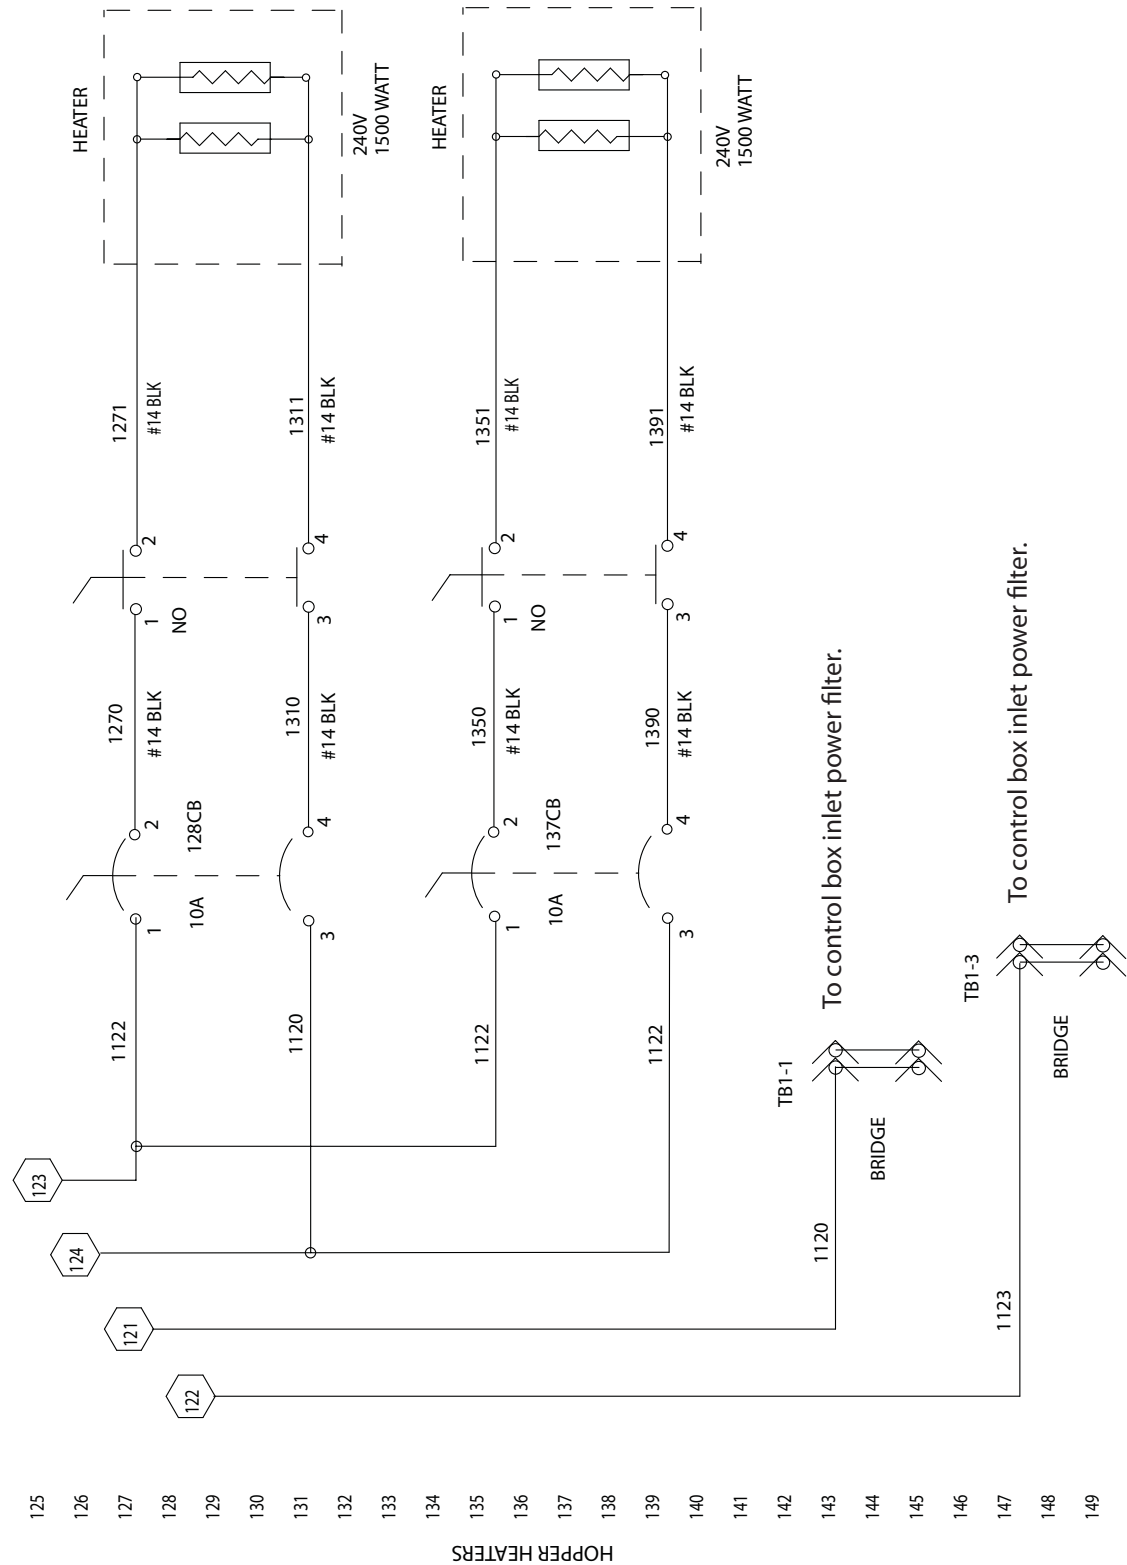 HOPPER HEATERS
125
126
127
128
129
130
131
132
133
134
135
136
137
138
139
140
141
142
143
144
145
146
147
148
149
123
124
121
122
1122
1
10A
2
128CB
1270
#14 BLK
1
NO
2
1271
#14 BLK
HEATER
240V
1500 WATT
1120
3
4
1310
#14 BLK
3
4
1311
#14 BLK
1122
1
10A
2
137CB
1350
#14 BLK
1
NO
2
1351
#14 BLK
HEATER
240V
1500 WATT
1122
3
4
1390
#14 BLK
3
4
1391
#14 BLK
1120
TB1-1
BRIDGE
To control box inlet power filter.
1123
TB1-3
BRIDGE
To control box inlet power filter.